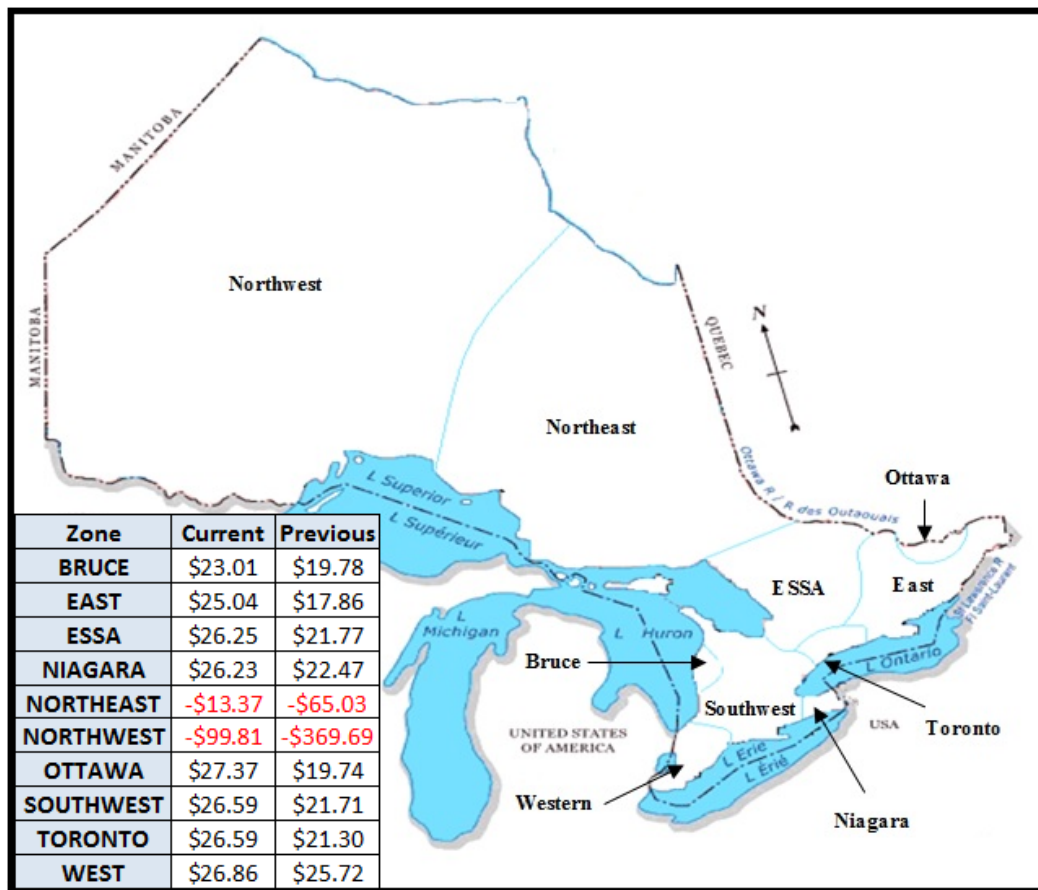 MANITOBA
MANITOBA
Northwest
N
QUEBEC
Northeast
Ottawa R / R des Outaouais
Ottawa
L Superior
L Supérieur
ESSA
East
St Lawrence R
Fl Saint-Laurent
L
Michigan
L Huron
Bruce
L Ontario
Southwest
UNITED STATES
OF AMERICA
USA
Toronto
L Erie
L Érié
Western
Niagara
Zone Current Previous
BRUCE $23.01 $19.78
EAST $25.04 $17.86
ESSA $26.25 $21.77
NIAGARA $26.23 $22.47
NORTHEAST -$13.37 -$65.03
NORTHWEST -$99.81 -$369.69
OTTAWA $27.37 $19.74
SOUTHWEST $26.59 $21.71
TORONTO $26.59 $21.30
WEST $26.86 $25.72